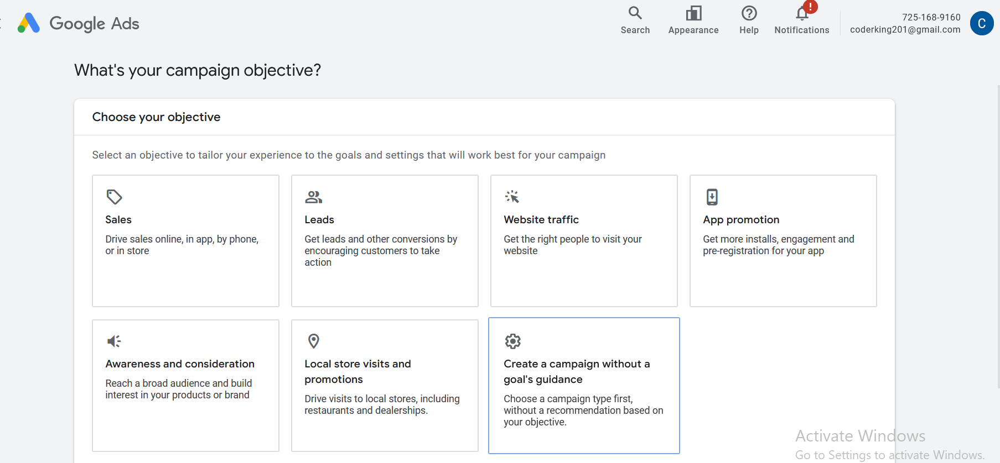 Google Ads
Search
Appearance
Help
!
Notifications
725-168-9160
coderking201@gmail.com
C
What's your campaign objective?
Choose your objective
Select an objective to tailor your experience to the goals and settings that will work best for your campaign
Sales
Drive sales online, in app, by phone,
or in store
Leads
Get leads and other conversions by
encouraging customers to take
action
Website traffic
Get the right people to visit your
website
App promotion
Get more installs, engagement and
pre-registration for your app
Awareness and consideration
Reach a broad audience and build
interest in your products or brand
Local store visits and
promotions
Drive visits to local stores, including
restaurants and dealerships.
Create a campaign without a
goal's guidance
Choose a campaign type first,
without a recommendation based on
your objective.
Activate Windows
Go to Settings to activate Windows.